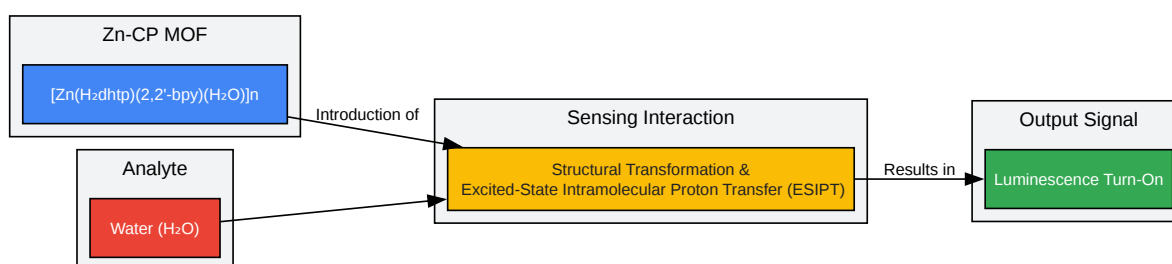 Zn-CP MOF
[Zn(H₂dhtp)(2,2'-bpy)(H₂O)]n
Introduction of
Analyte
Water (H₂O)
Sensing Interaction
Structural Transformation &
Excited-State Intramolecular Proton Transfer (ESIPT)
Results in
Output Signal
Luminescence Turn-On